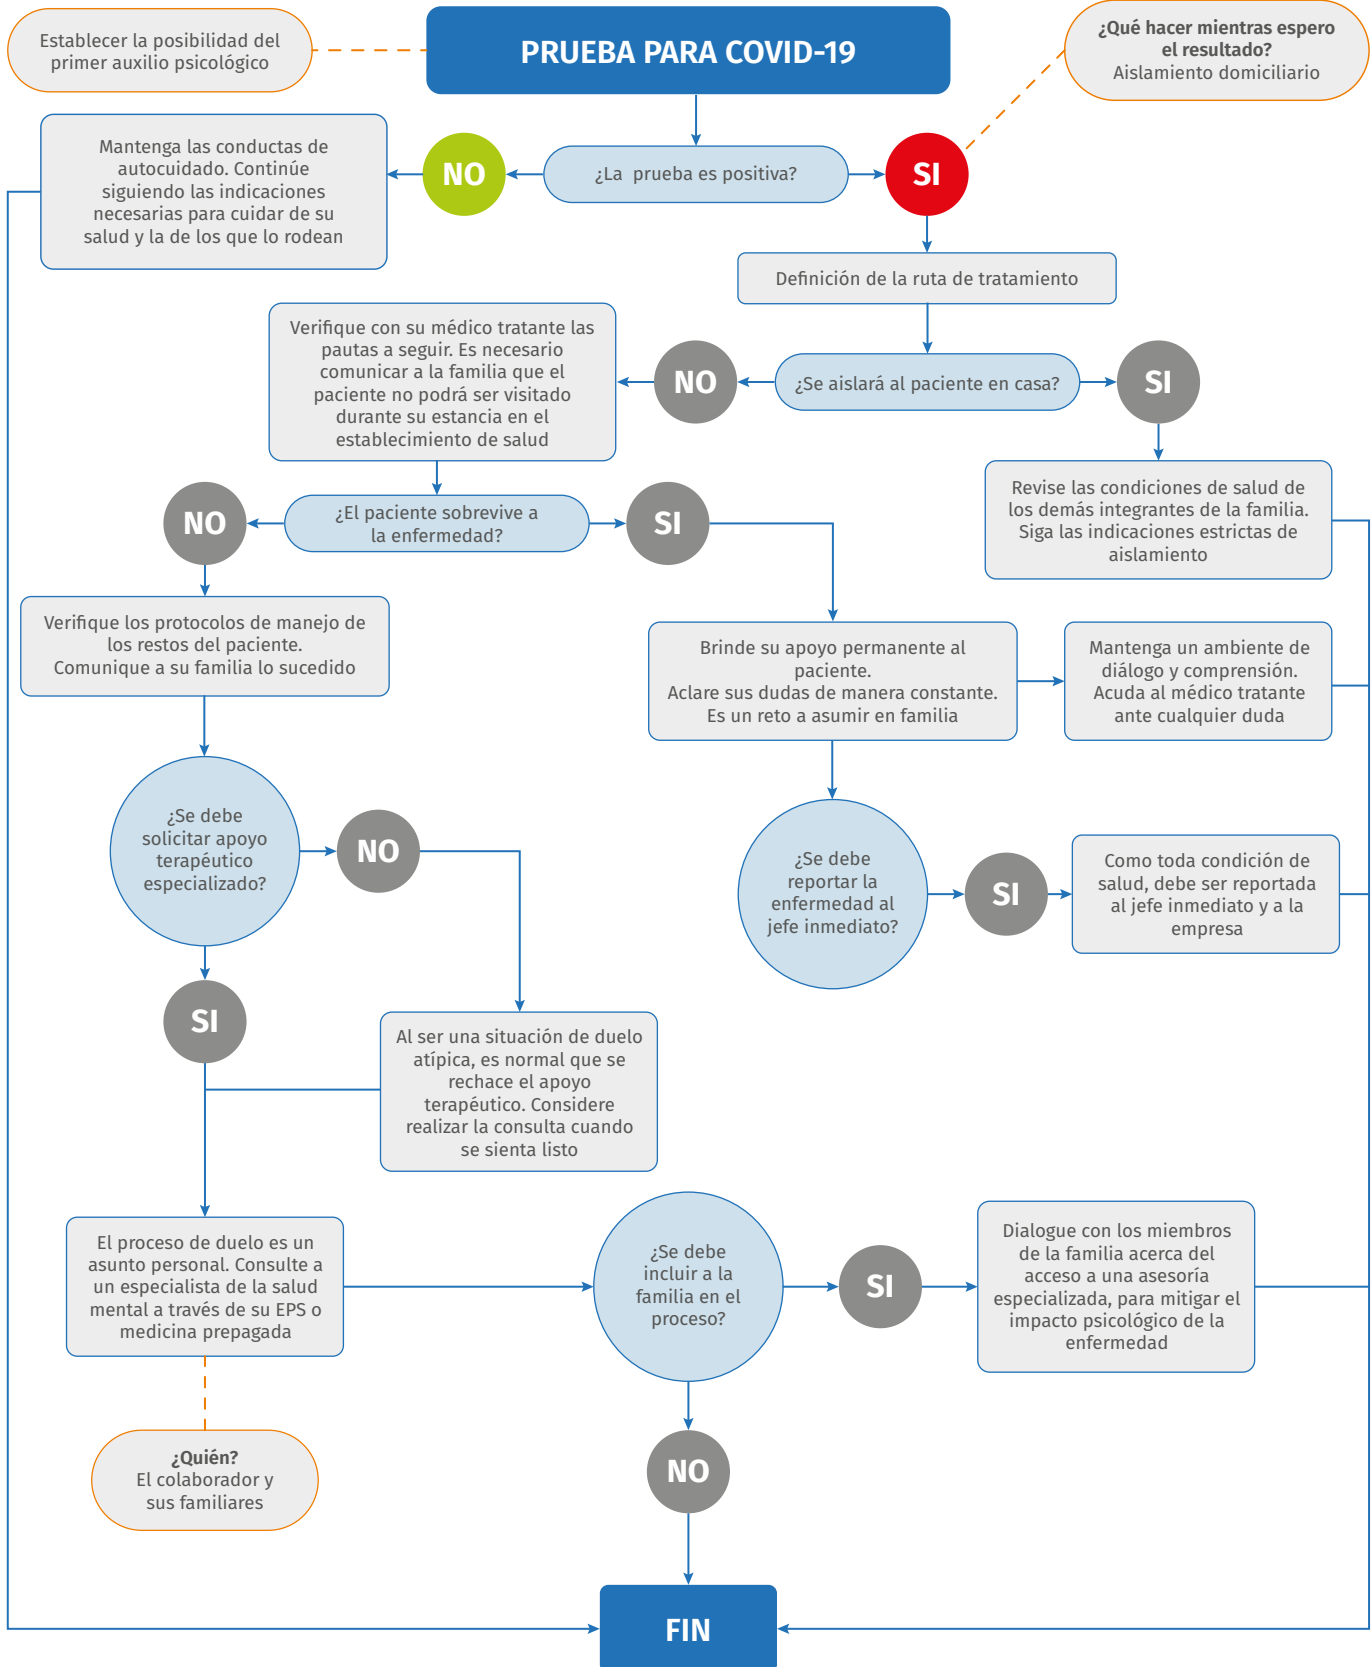 Establecer la posibilidad del
primer auxilio psicológico
PRUEBA PARA COVID-19
¿Qué hacer mientras espero
el resultado?
Aislamiento domiciliario
Mantenga las conductas de
autocuidado. Continúe
siguiendo las indicaciones
necesarias para cuidar de su
salud y la de los que lo rodean
NO
¿La prueba es positiva?
SI
Definición de la ruta de tratamiento
Verifique con su médico tratante las
pautas a seguir. Es necesario
comunicar a la familia que el
paciente no podrá ser visitado
durante su estancia en el
establecimiento de salud
NO
¿Se aislará al paciente en casa?
SI
Revise las condiciones de salud de
los demás integrantes de la familia.
Siga las indicaciones estrictas de
aislamiento
NO
¿El paciente sobrevive a
la enfermedad?
SI
Verifique los protocolos de manejo de
los restos del paciente.
Comunique a su familia lo sucedido
Brinde su apoyo permanente al
paciente.
Aclare sus dudas de manera constante.
Es un reto a asumir en familia
Mantenga un ambiente de
diálogo y comprensión.
Acuda al médico tratante
ante cualquier duda
¿Se debe
solicitar apoyo
terapéutico
especializado?
NO
¿Se debe
reportar la
enfermedad al
jefe inmediato?
SI
Como toda condición de
salud, debe ser reportada
al jefe inmediato y a la
empresa
SI
Al ser una situación de duelo
atípica, es normal que se
rechace el apoyo
terapéutico. Considere
realizar la consulta cuando
se sienta listo
El proceso de duelo es un
asunto personal. Consulte a
un especialista de la salud
mental a través de su EPS o
medicina prepagada
¿Se debe
incluir a la
familia en el
proceso?
SI
Dialogue con los miembros
de la familia acerca del
acceso a una asesoría
especializada, para mitigar el
impacto psicológico de la
enfermedad
¿Quién?
El colaborador y
sus familiares
NO
FIN